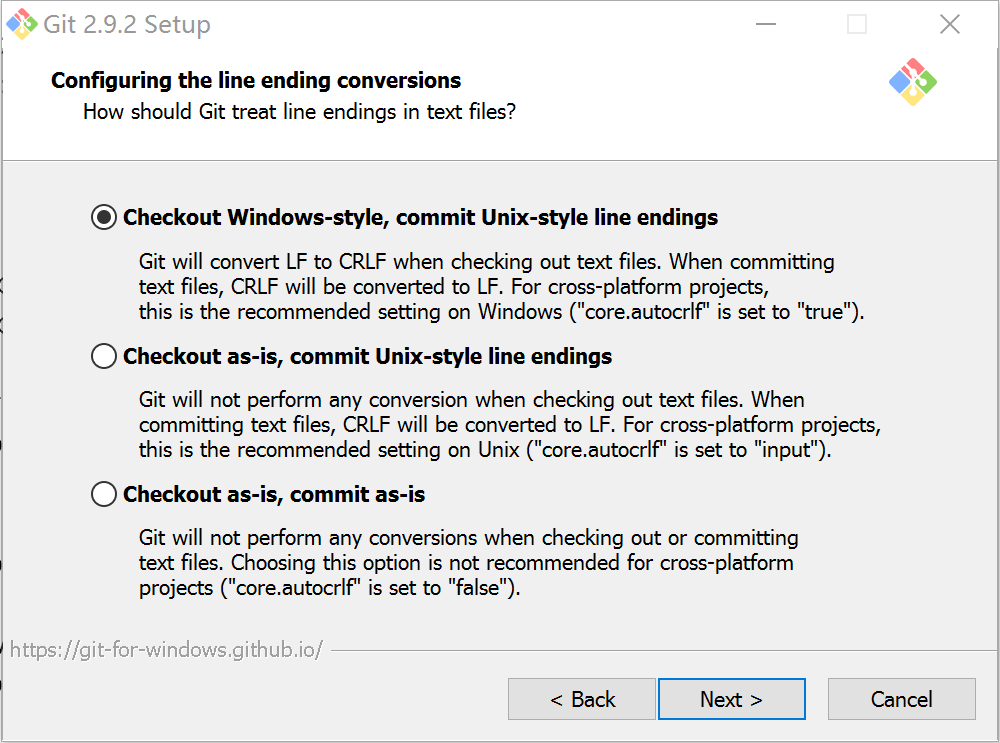 Git 2.9.2 Setup
Configuring the line ending conversions
How should Git treat line endings in text files?
Checkout Windows-style, commit Unix-style line endings
Git will convert LF to CRLF when checking out text files. When committing
text files, CRLF will be converted to LF. For cross-platform projects,
this is the recommended setting on Windows ("core.autocrlf" is set to "true").
Checkout as-is, commit Unix-style line endings
Git will not perform any conversion when checking out text files. When
committing text files, CRLF will be converted to LF. For cross-platform projects,
this is the recommended setting on Unix ("core.autocrlf" is set to "input").
Checkout as-is, commit as-is
Git will not perform any conversions when checking out or committing
text files. Choosing this option is not recommended for cross-platform
projects ("core.autocrlf" is set to "false").
https://git-for-windows.github.io/
< Back
Next >
Cancel